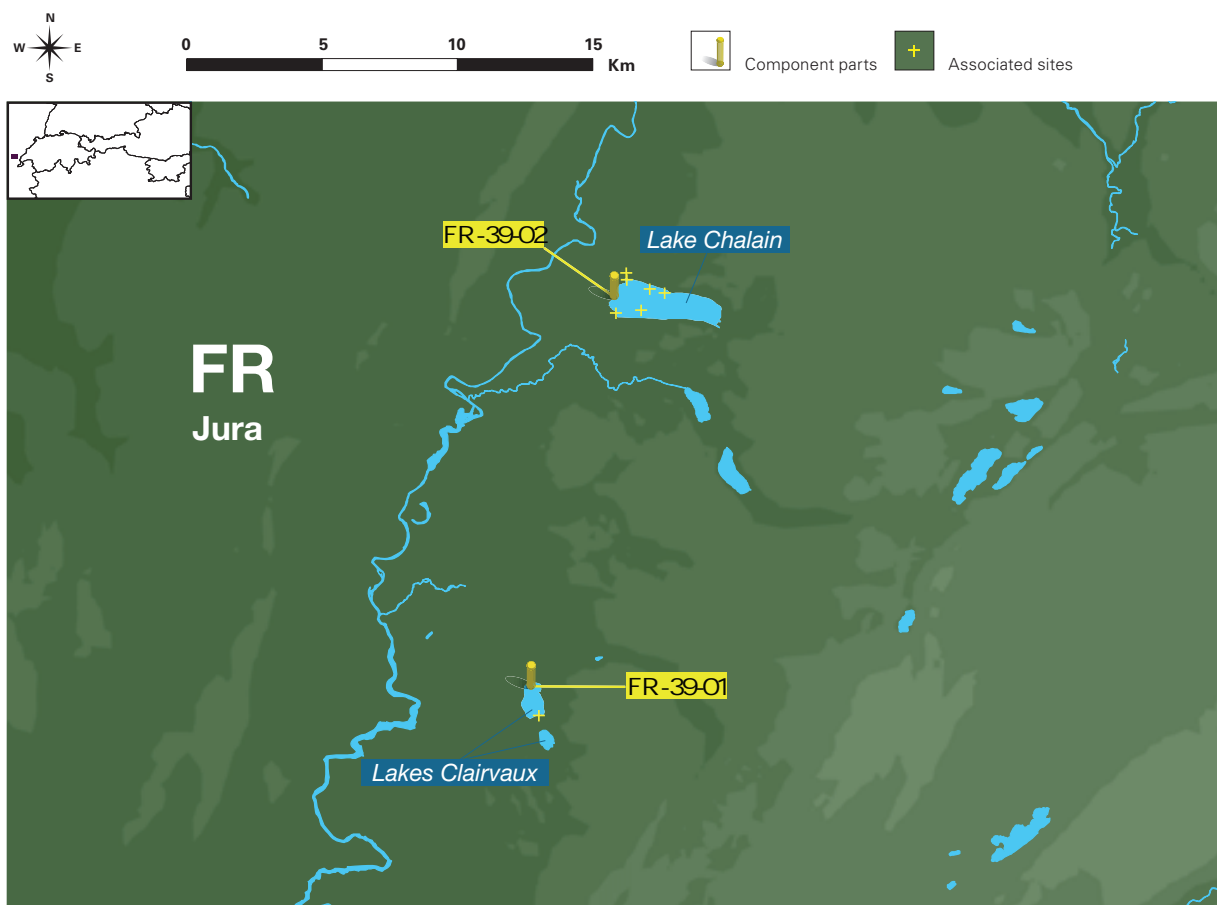 N
W E
S
0 5 10 15
Km
Component parts
Associated sites
FR-39-02
Lake Chalain
FR
Jura
FR-39-01
Lakes Clairvaux